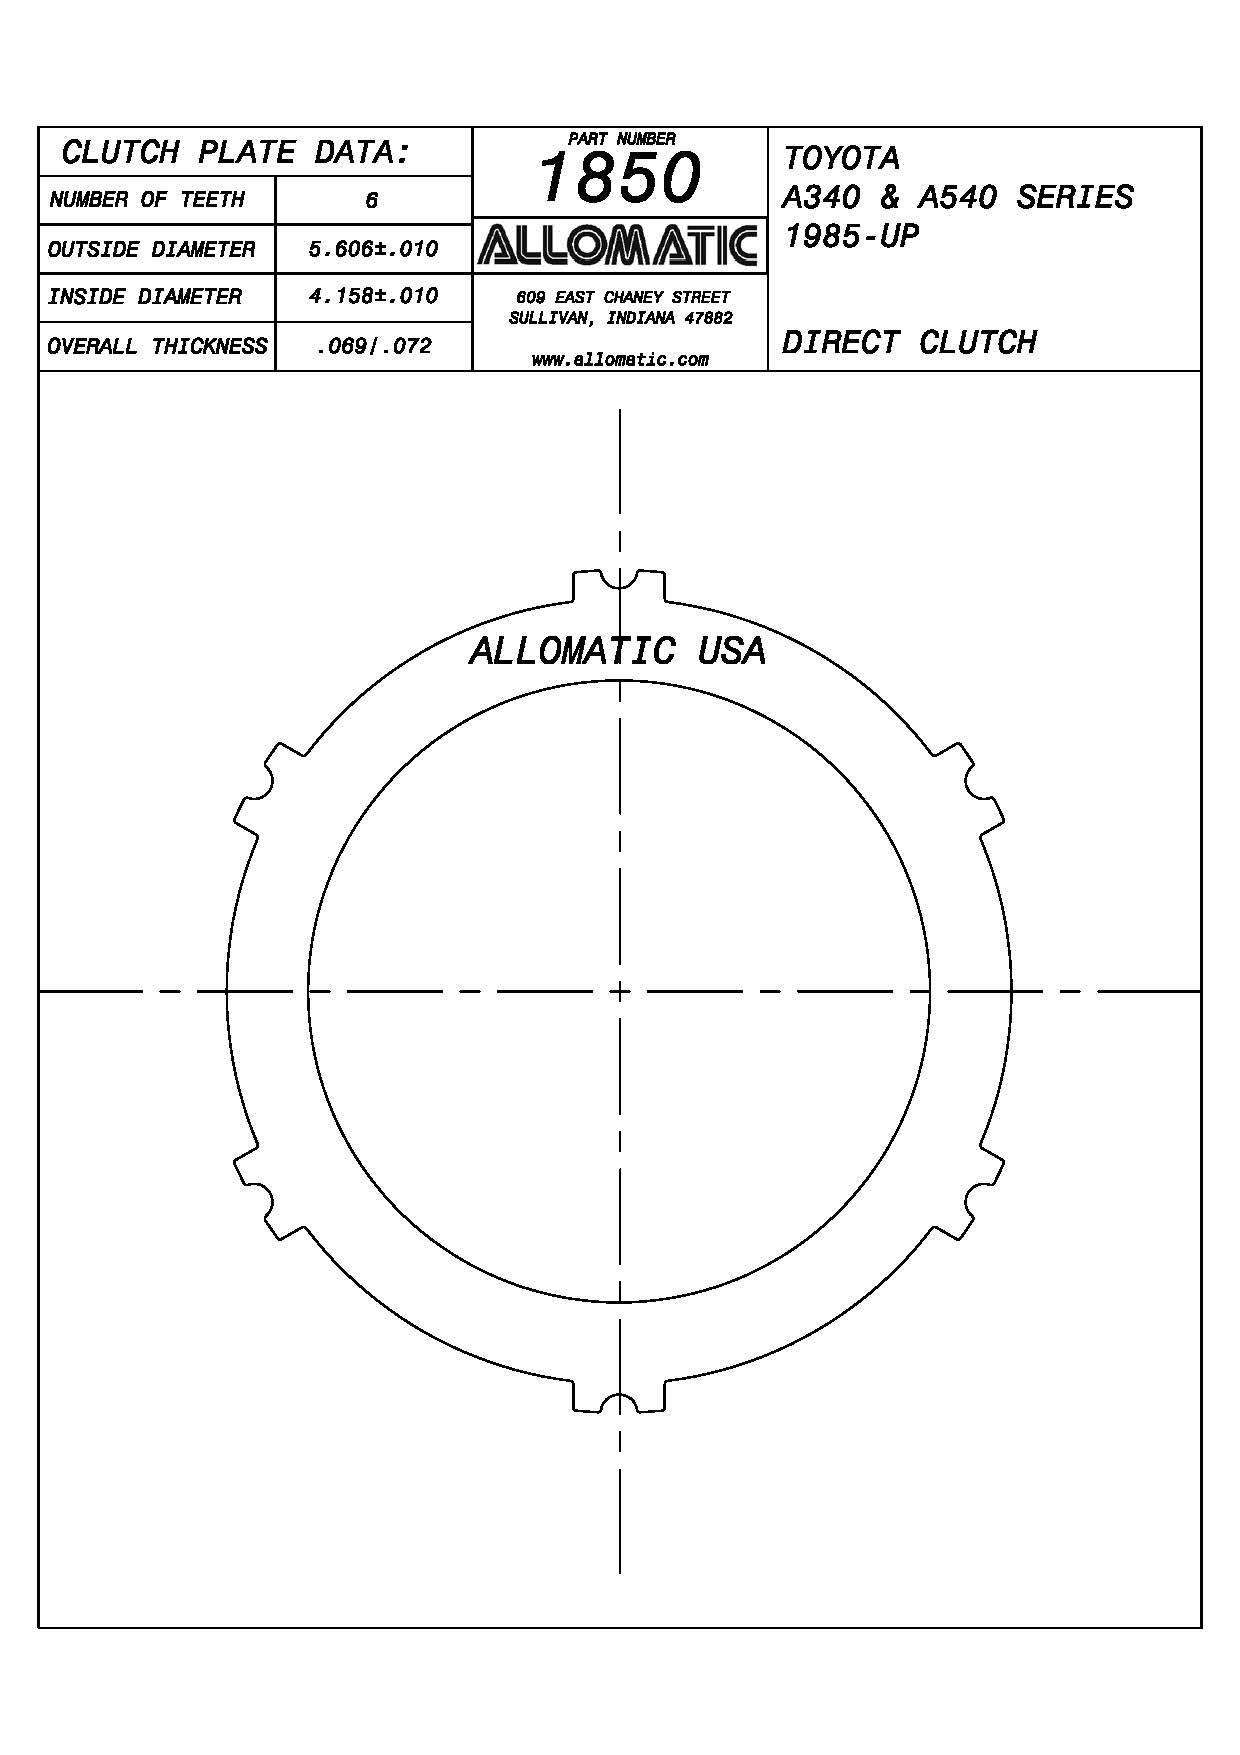 CLUTCH PLATE DATA:
NUMBER OF TEETH 6
OUTSIDE DIAMETER 5.606±.010
INSIDE DIAMETER 4.158±.010
OVERALL THICKNESS .069/.072
PART NUMBER
1850
ALLOMATIC
609 EAST CHANEY STREET
SULLIVAN, INDIANA 47882
www.allomatic.com
TOYOTA
A340 & A540 SERIES
1985-UP
DIRECT CLUTCH
ALLOMATIC USA